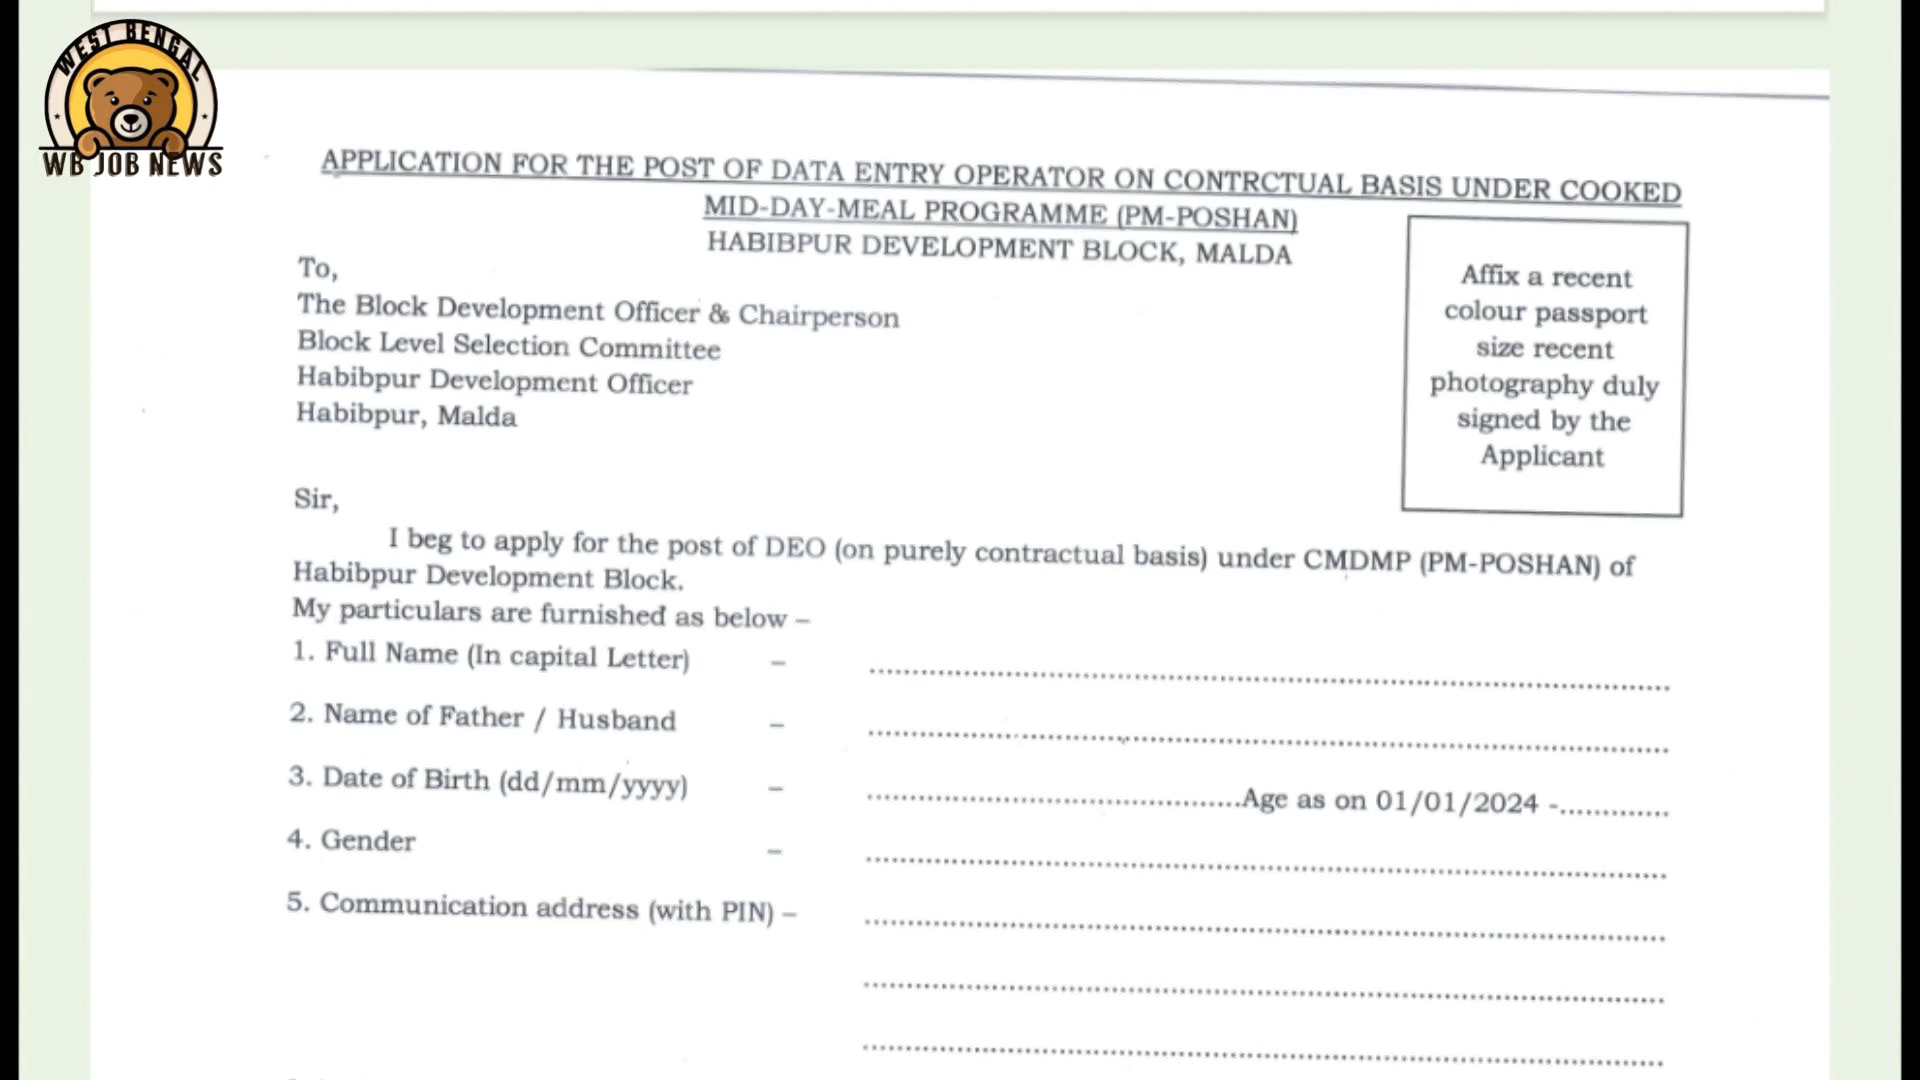 WEST BENGAL
WB JOB NEWS
APPLICATION FOR THE POST OF DATA ENTRY OPERATOR ON CONTRCTUAL BASIS UNDER COOKED
MID-DAY-MEAL PROGRAMME (PM-POSHAN)
HABIBPUR DEVELOPMENT BLOCK, MALDA
To,
The Block Development Officer & Chairperson
Block Level Selection Committee
Habibpur Development Officer
Habibpur, Malda
Affix a recent
colour passport
size recent
photography duly
signed by the
Applicant
Sir,
I beg to apply for the post of DEO (on purely contractual basis) under CMDMP (PM-POSHAN) of
Habibpur Development Block.
My particulars are furnished as below –
1. Full Name (In capital Letter) – ..........................................................................................
2. Name of Father / Husband – ..........................................................................................
3. Date of Birth (dd/mm/yyyy) – ..........................................Age as on 01/01/2024 -.............
4. Gender – ..........................................................................................
5. Communication address (with PIN) – ..........................................................................................
..........................................................................................
..........................................................................................